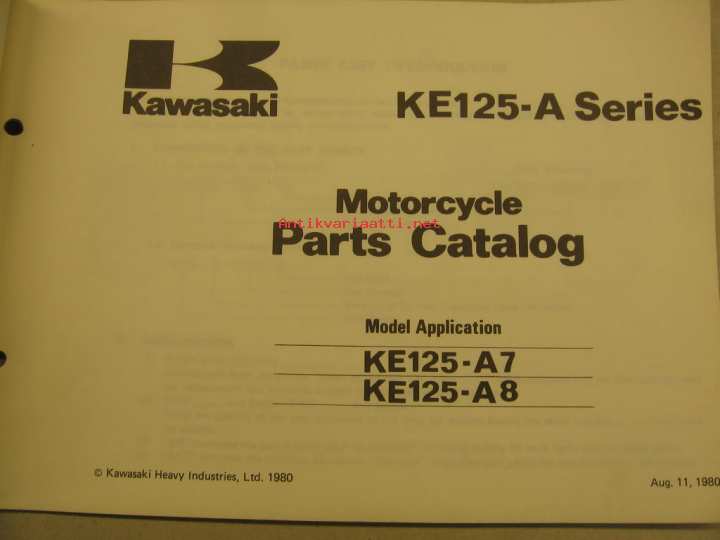 Kawasaki
KE125-A Series
Motorcycle
Antikvariaatti.net
Parts Catalog
Model Application
KE125-A7
KE125-A8
© Kawasaki Heavy Industries, Ltd. 1980
Aug. 11, 1980